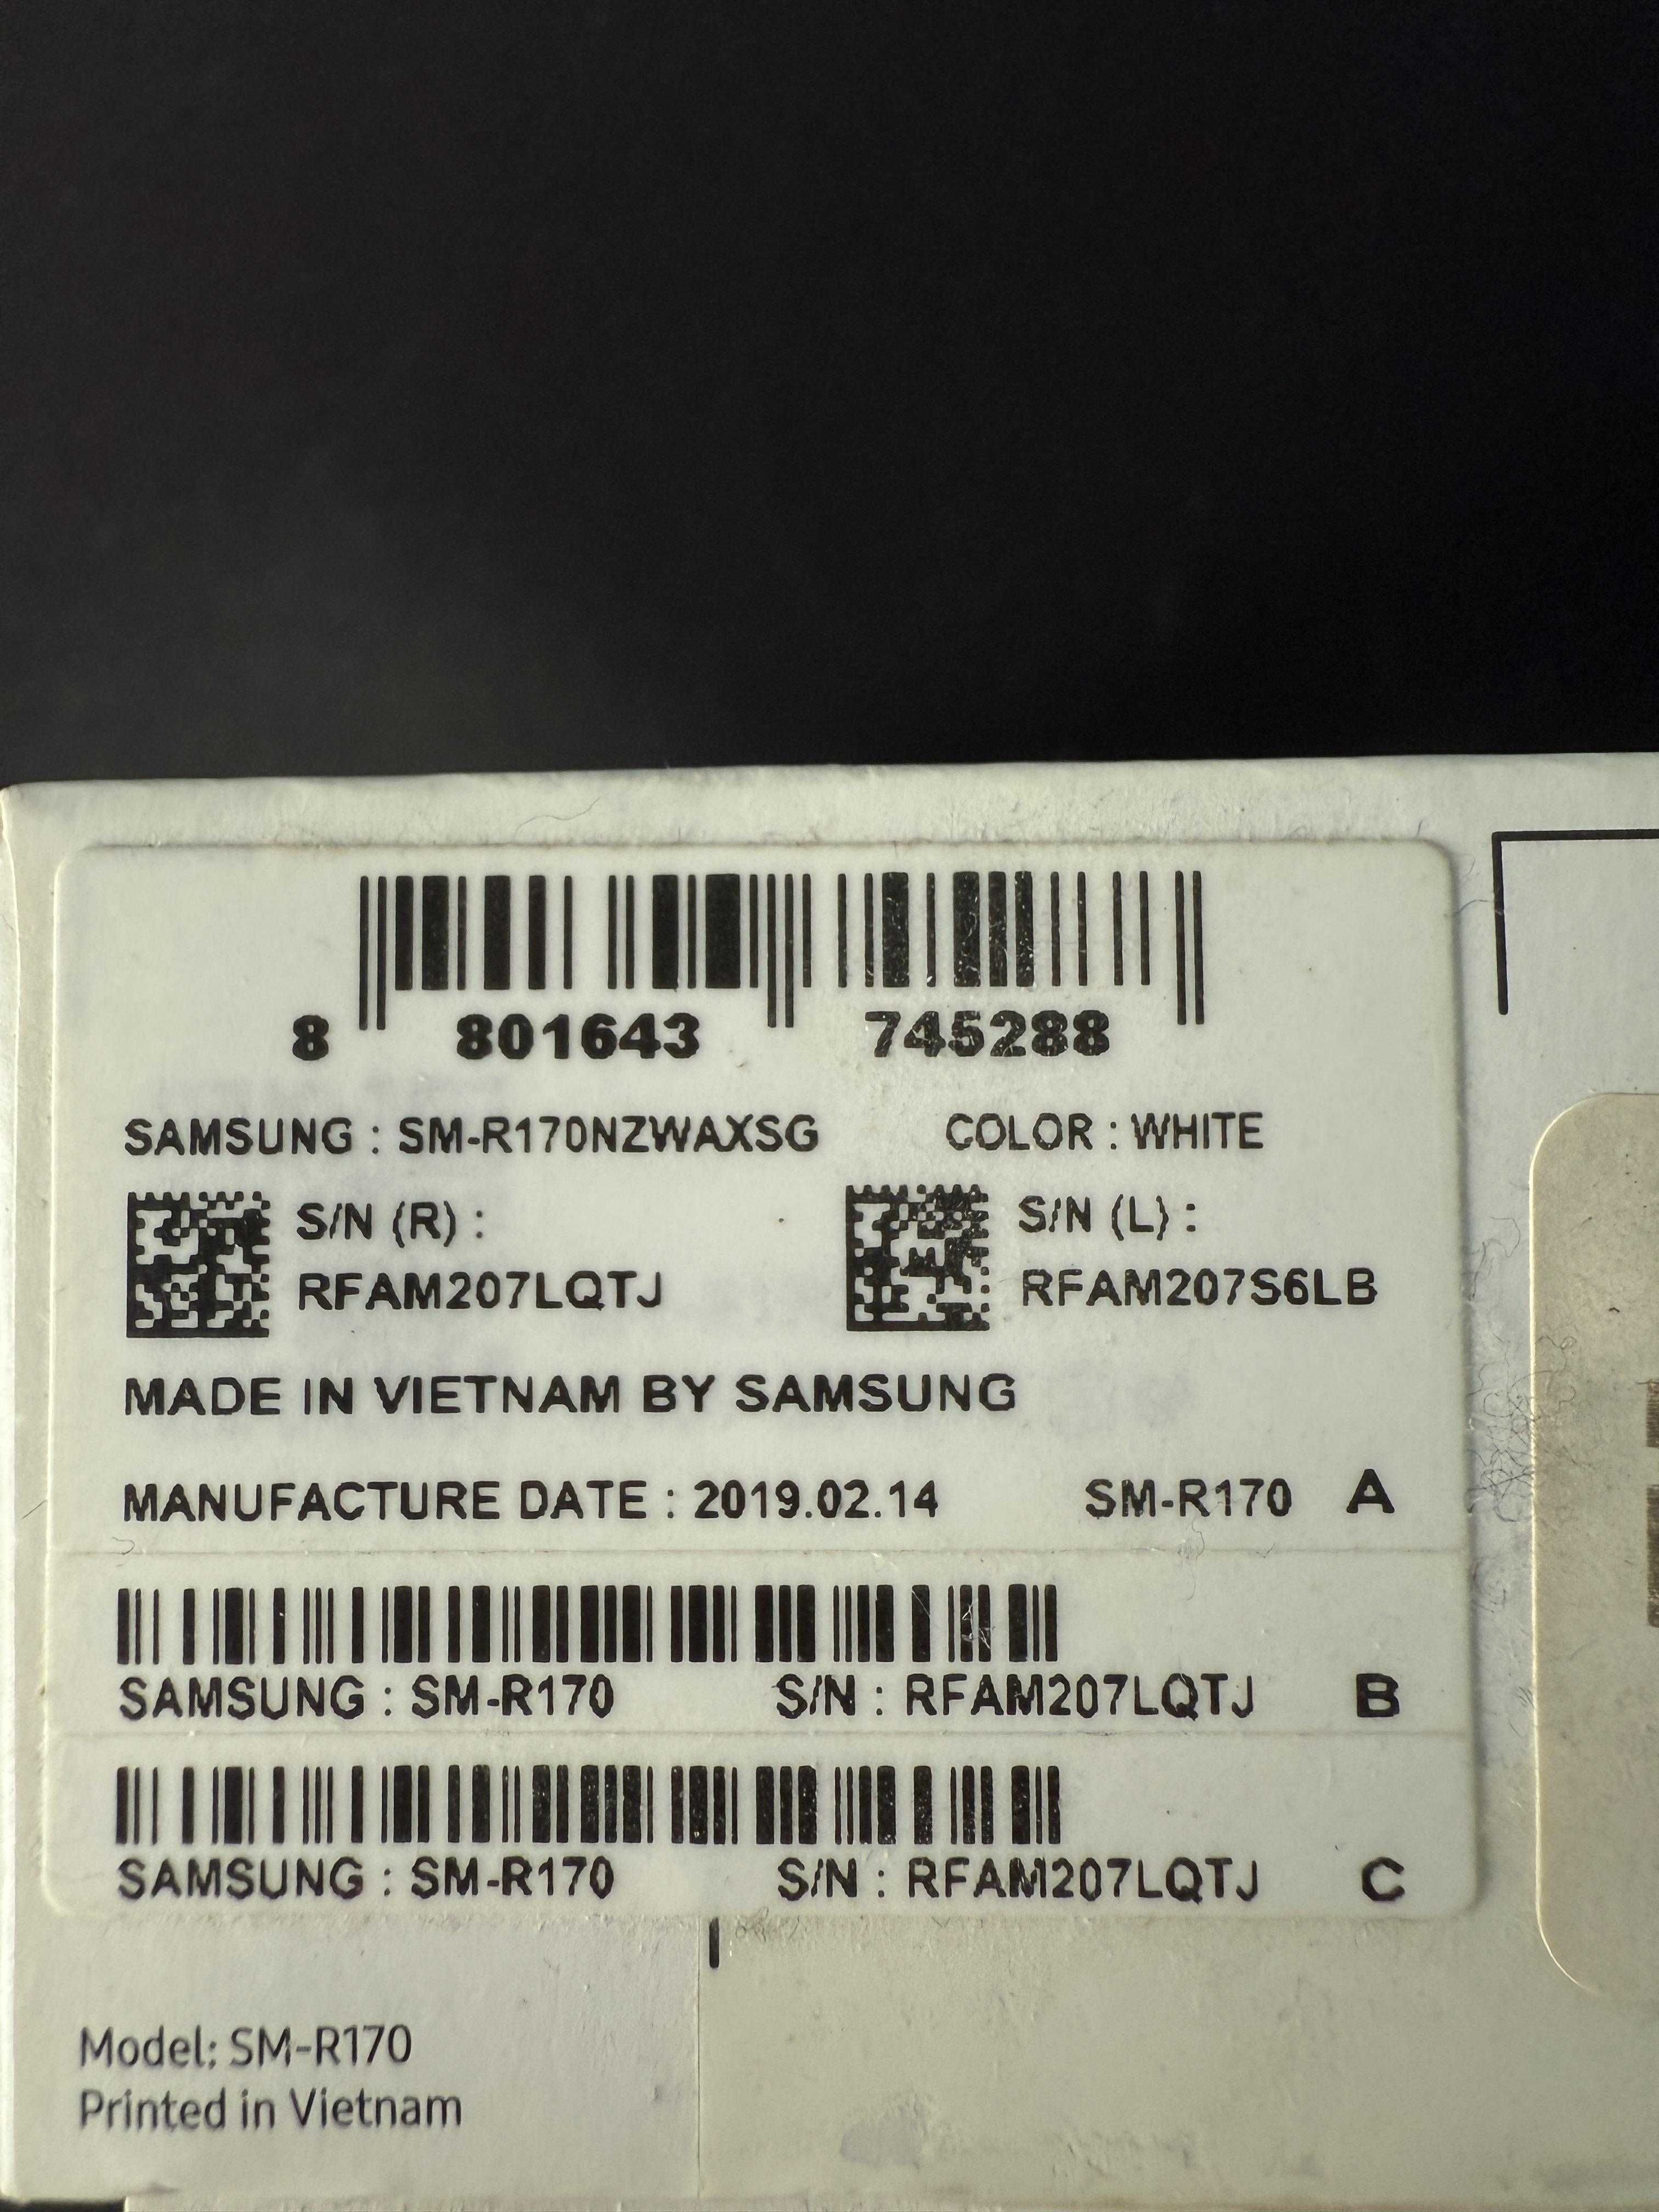 8 801643 745288
SAMSUNG : SM-R170NZWAXSG COLOR : WHITE
S/N (R) : S/N (L) :
RFAM207LQTJ RFAM207S6LB
MADE IN VIETNAM BY SAMSUNG
MANUFACTURE DATE : 2019.02.14 SM-R170 A
SAMSUNG : SM-R170 S/N : RFAM207LQTJ B
SAMSUNG : SM-R170 S/N : RFAM207LQTJ C
Model: SM-R170
Printed in Vietnam